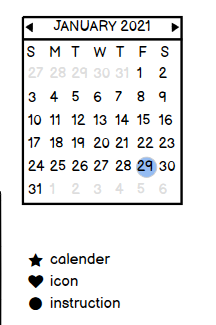 JANUARY 2021
S M T W T F S
27 28 29 30 31 1 2
3 4 5 6 7 8 9
10 11 12 13 14 15 16
17 18 19 20 21 22 23
24 25 26 27 28 29 30
31 1 2 3 4 5 6
calender
icon
instruction